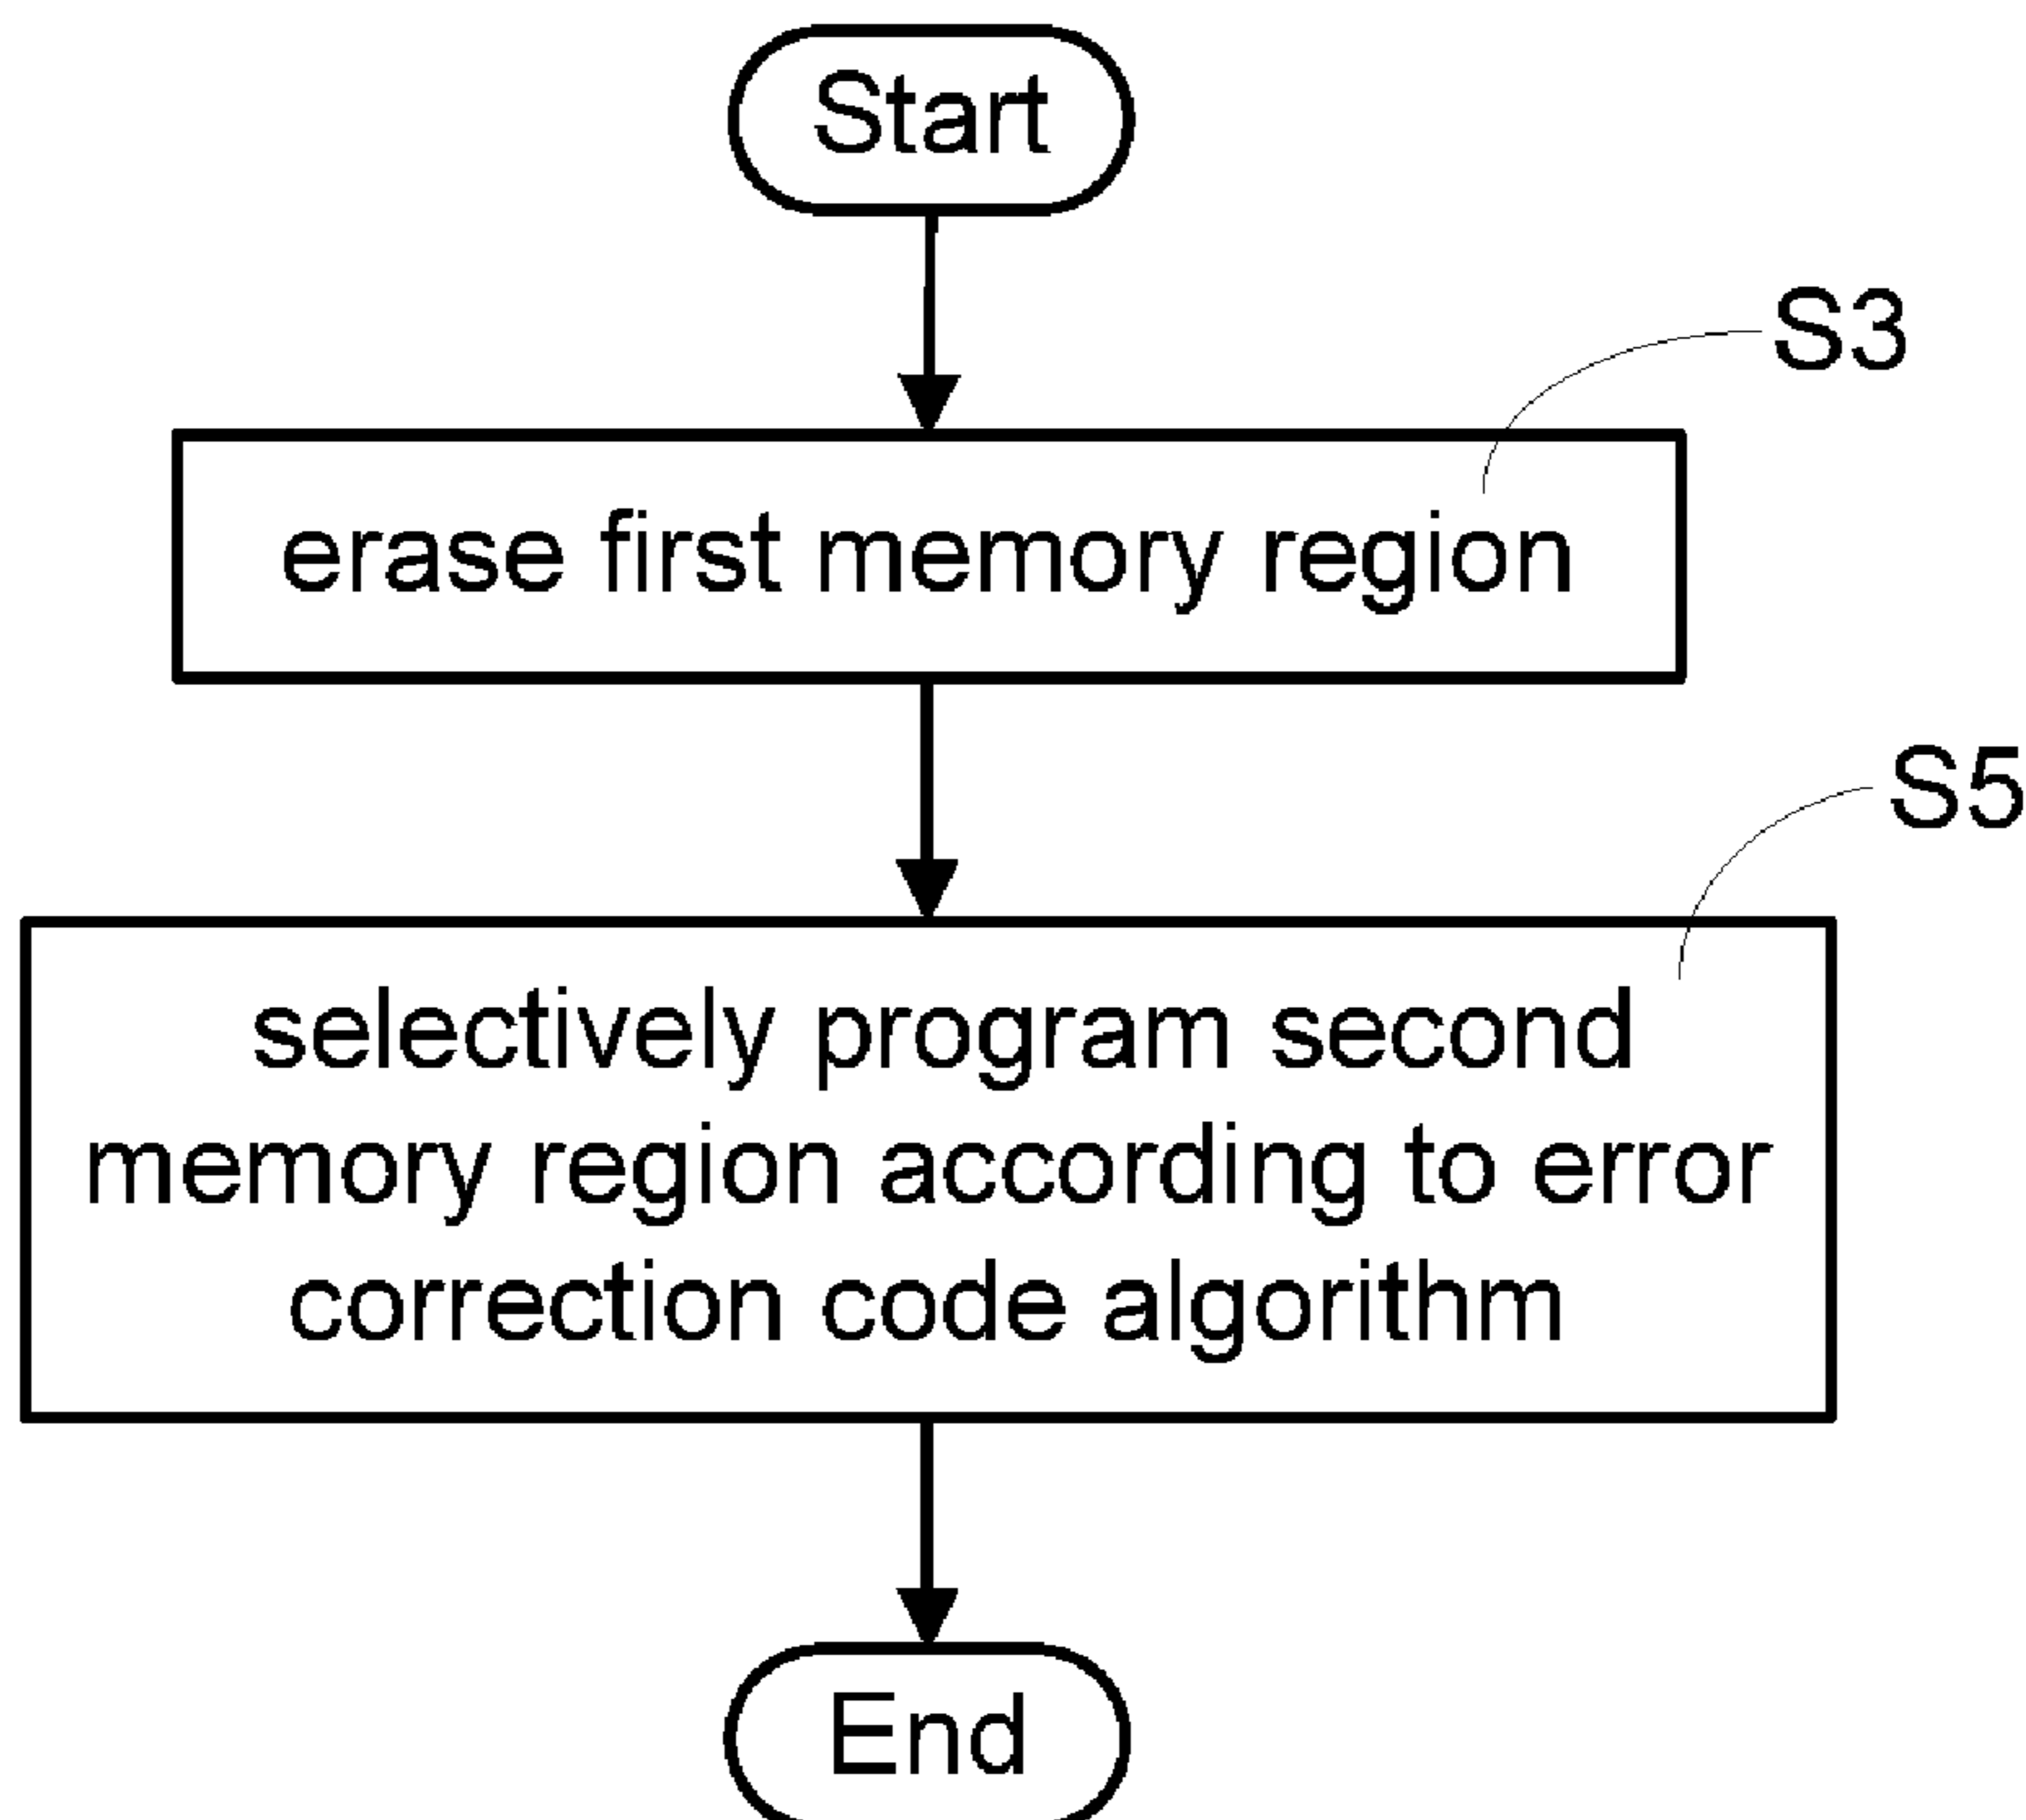 Start
S3
erase first memory region
S5
selectively program second
memory region according to error
correction code algorithm
End